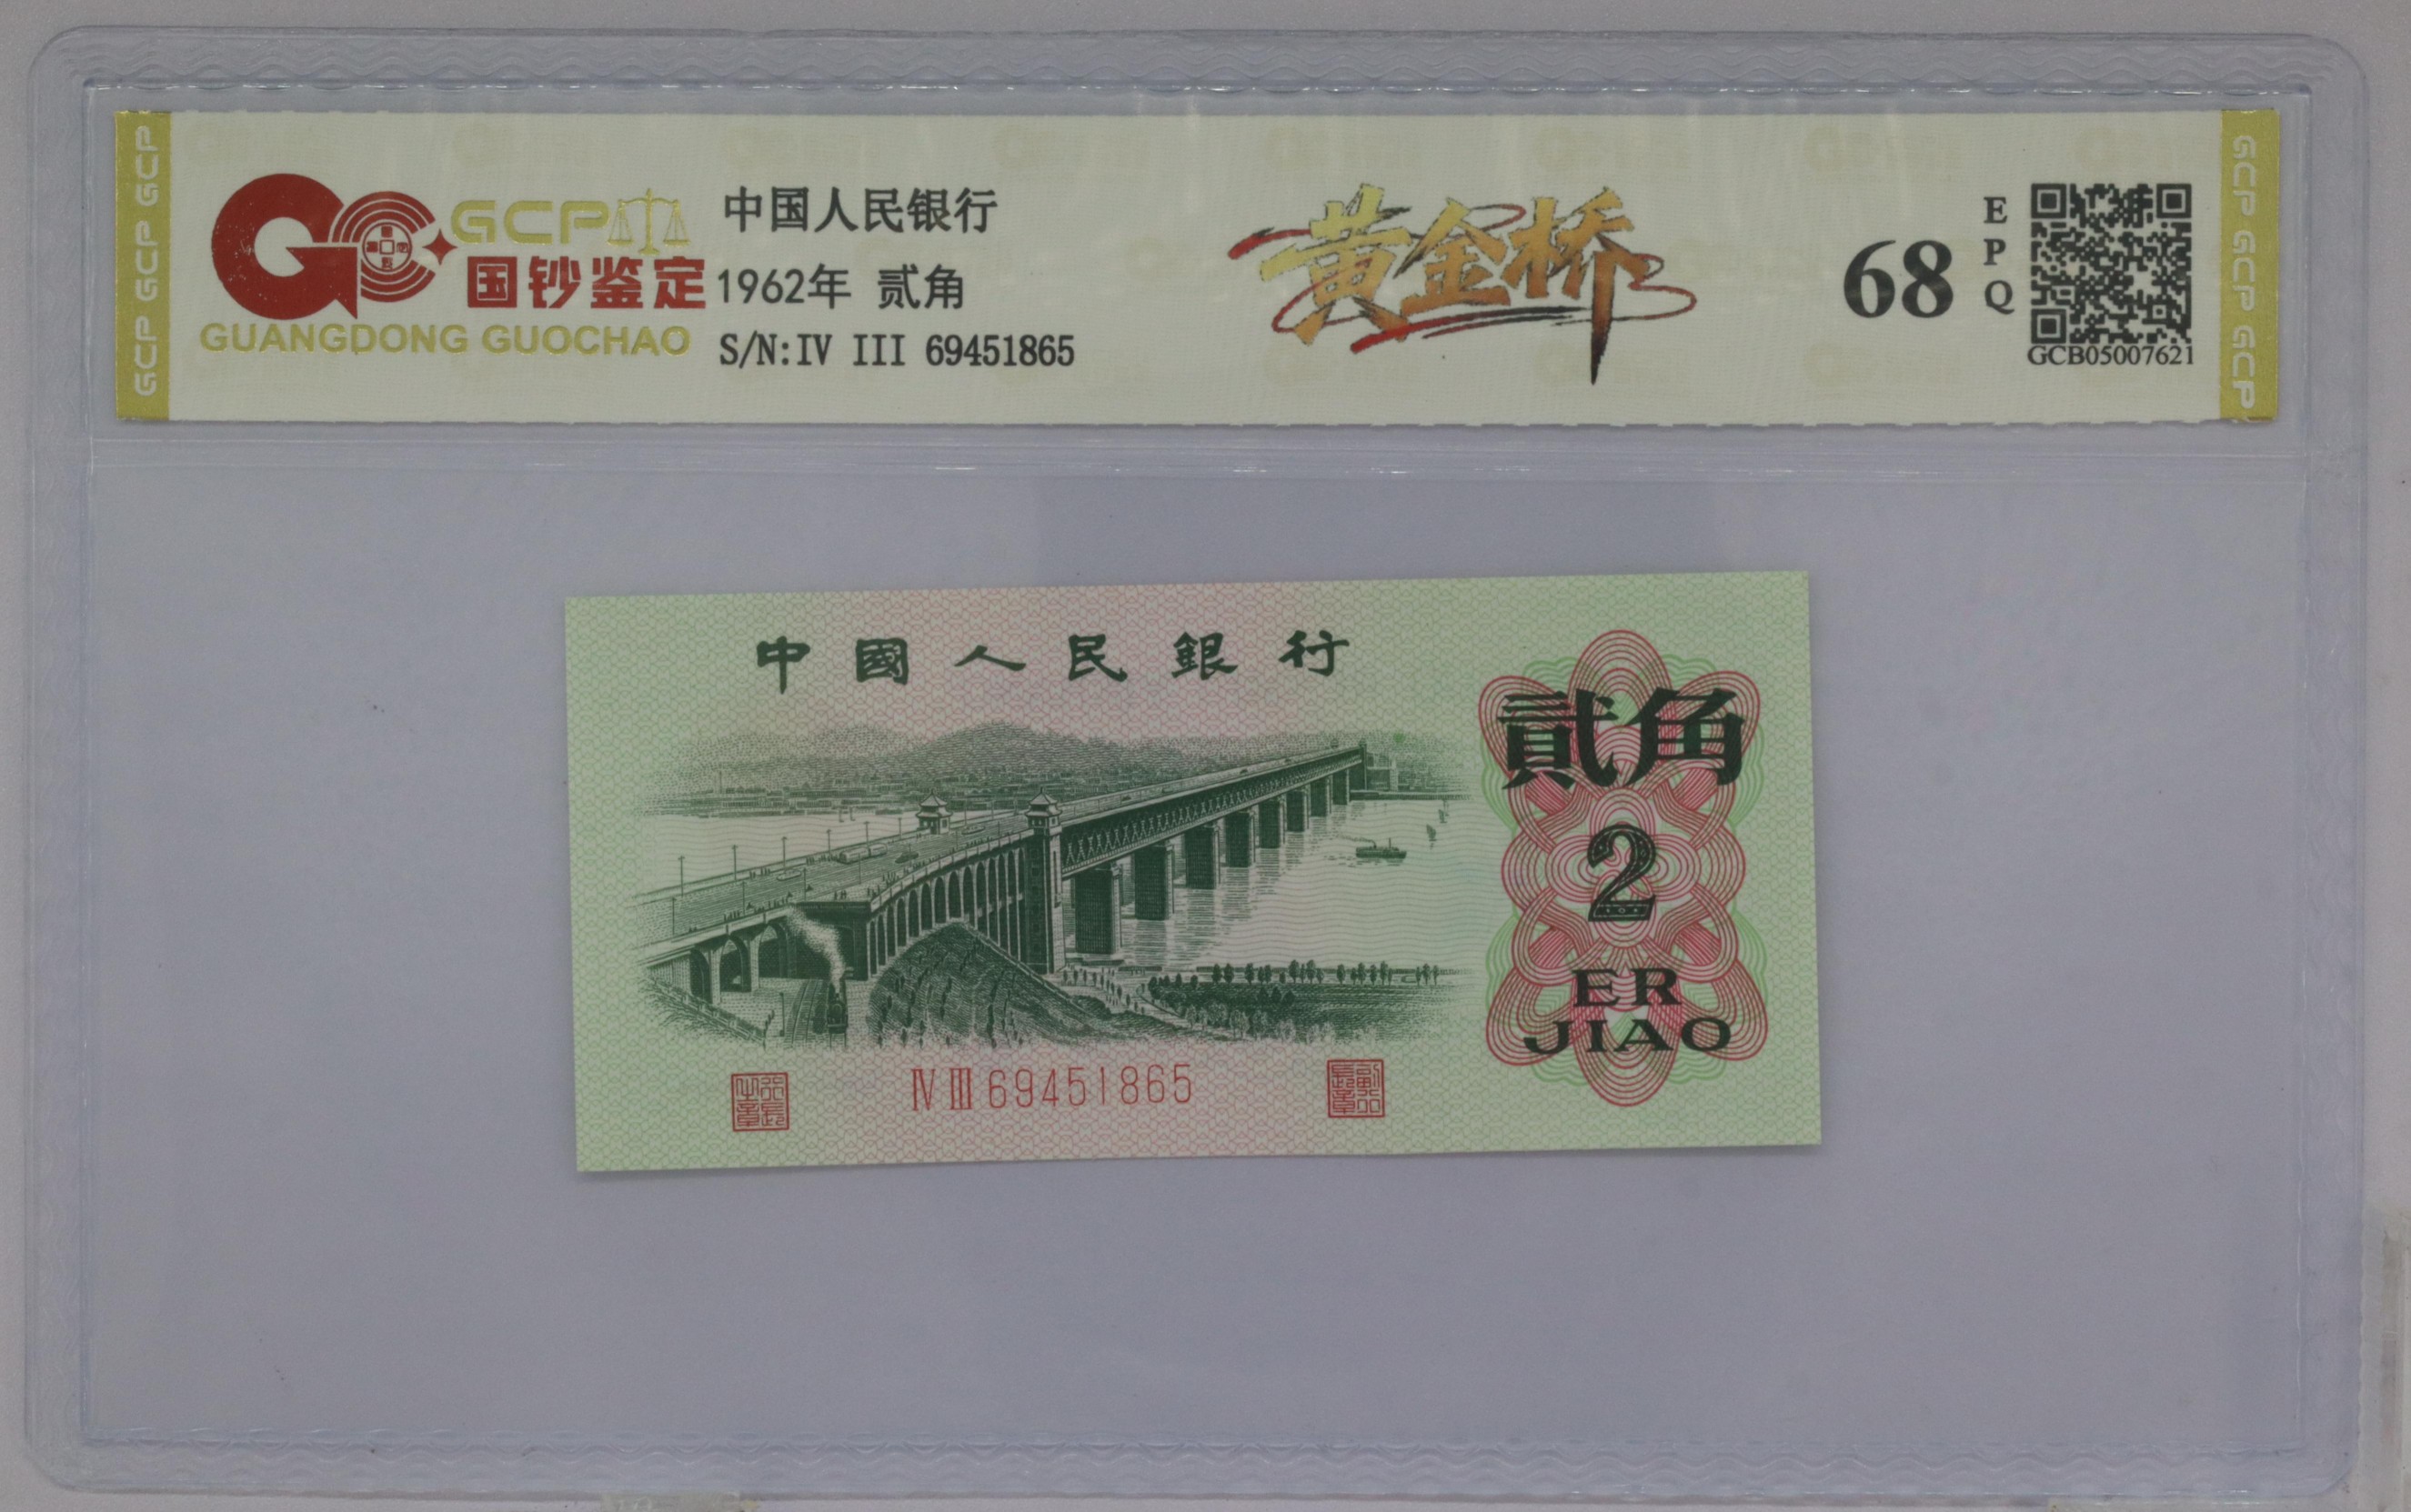 GCP GCP GCP
GCP
国钞鉴定
GUANGDONG GUOCHAO
中国人民银行
1962年 贰角
S/N:IV III 69451865
黄金桥
68
EPQ
GCB05007621
GCP GCP GCP
中國人民銀行
貳角
2
ER
JIAO
IV III 69451865